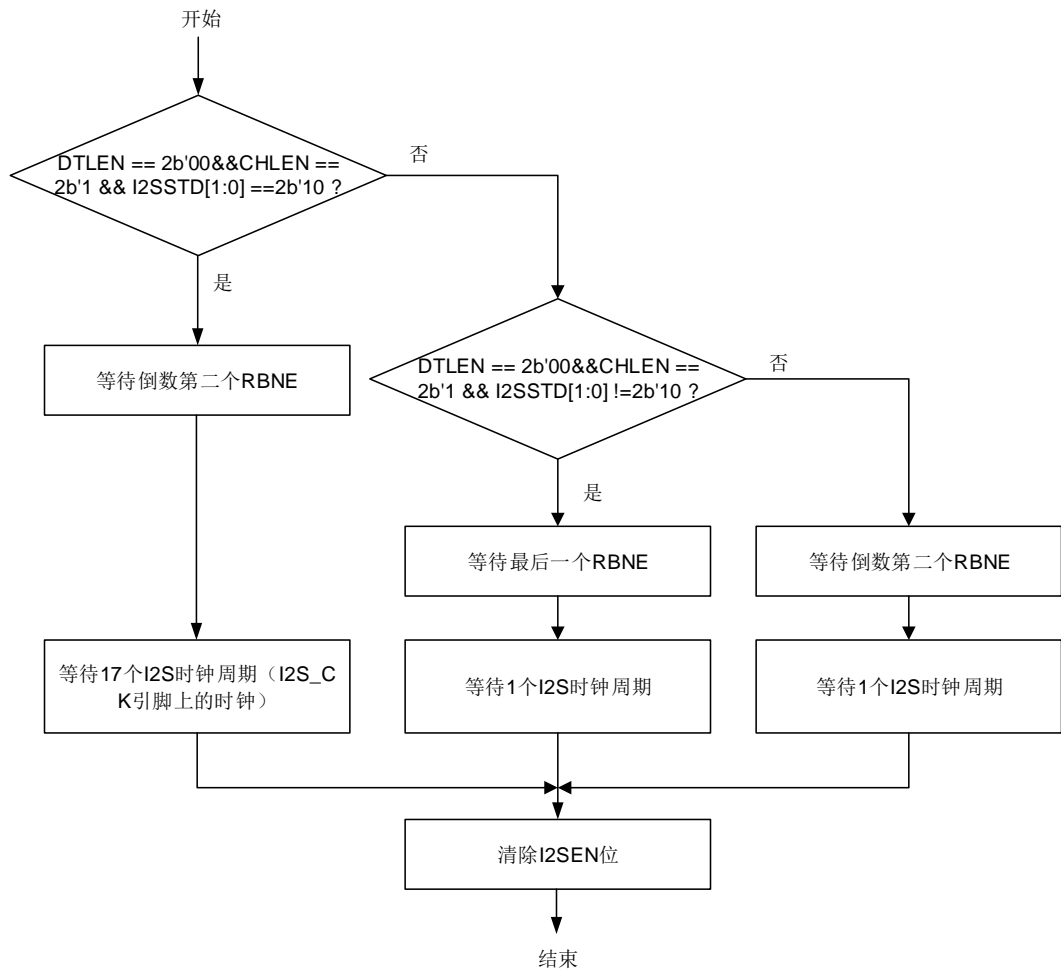 开始
DTLEN == 2b'00&&CHLEN ==
2b'1 && I2SSTD[1:0] ==2b'10 ?
否
是
等待倒数第二个RBNE
DTLEN == 2b'00&&CHLEN ==
2b'1 && I2SSTD[1:0] !=2b'10 ?
否
是
等待最后一个RBNE
等待倒数第二个RBNE
等待17个I2S时钟周期（I2S_C
K引脚上的时钟）
等待1个I2S时钟周期
等待1个I2S时钟周期
清除I2SEN位
结束